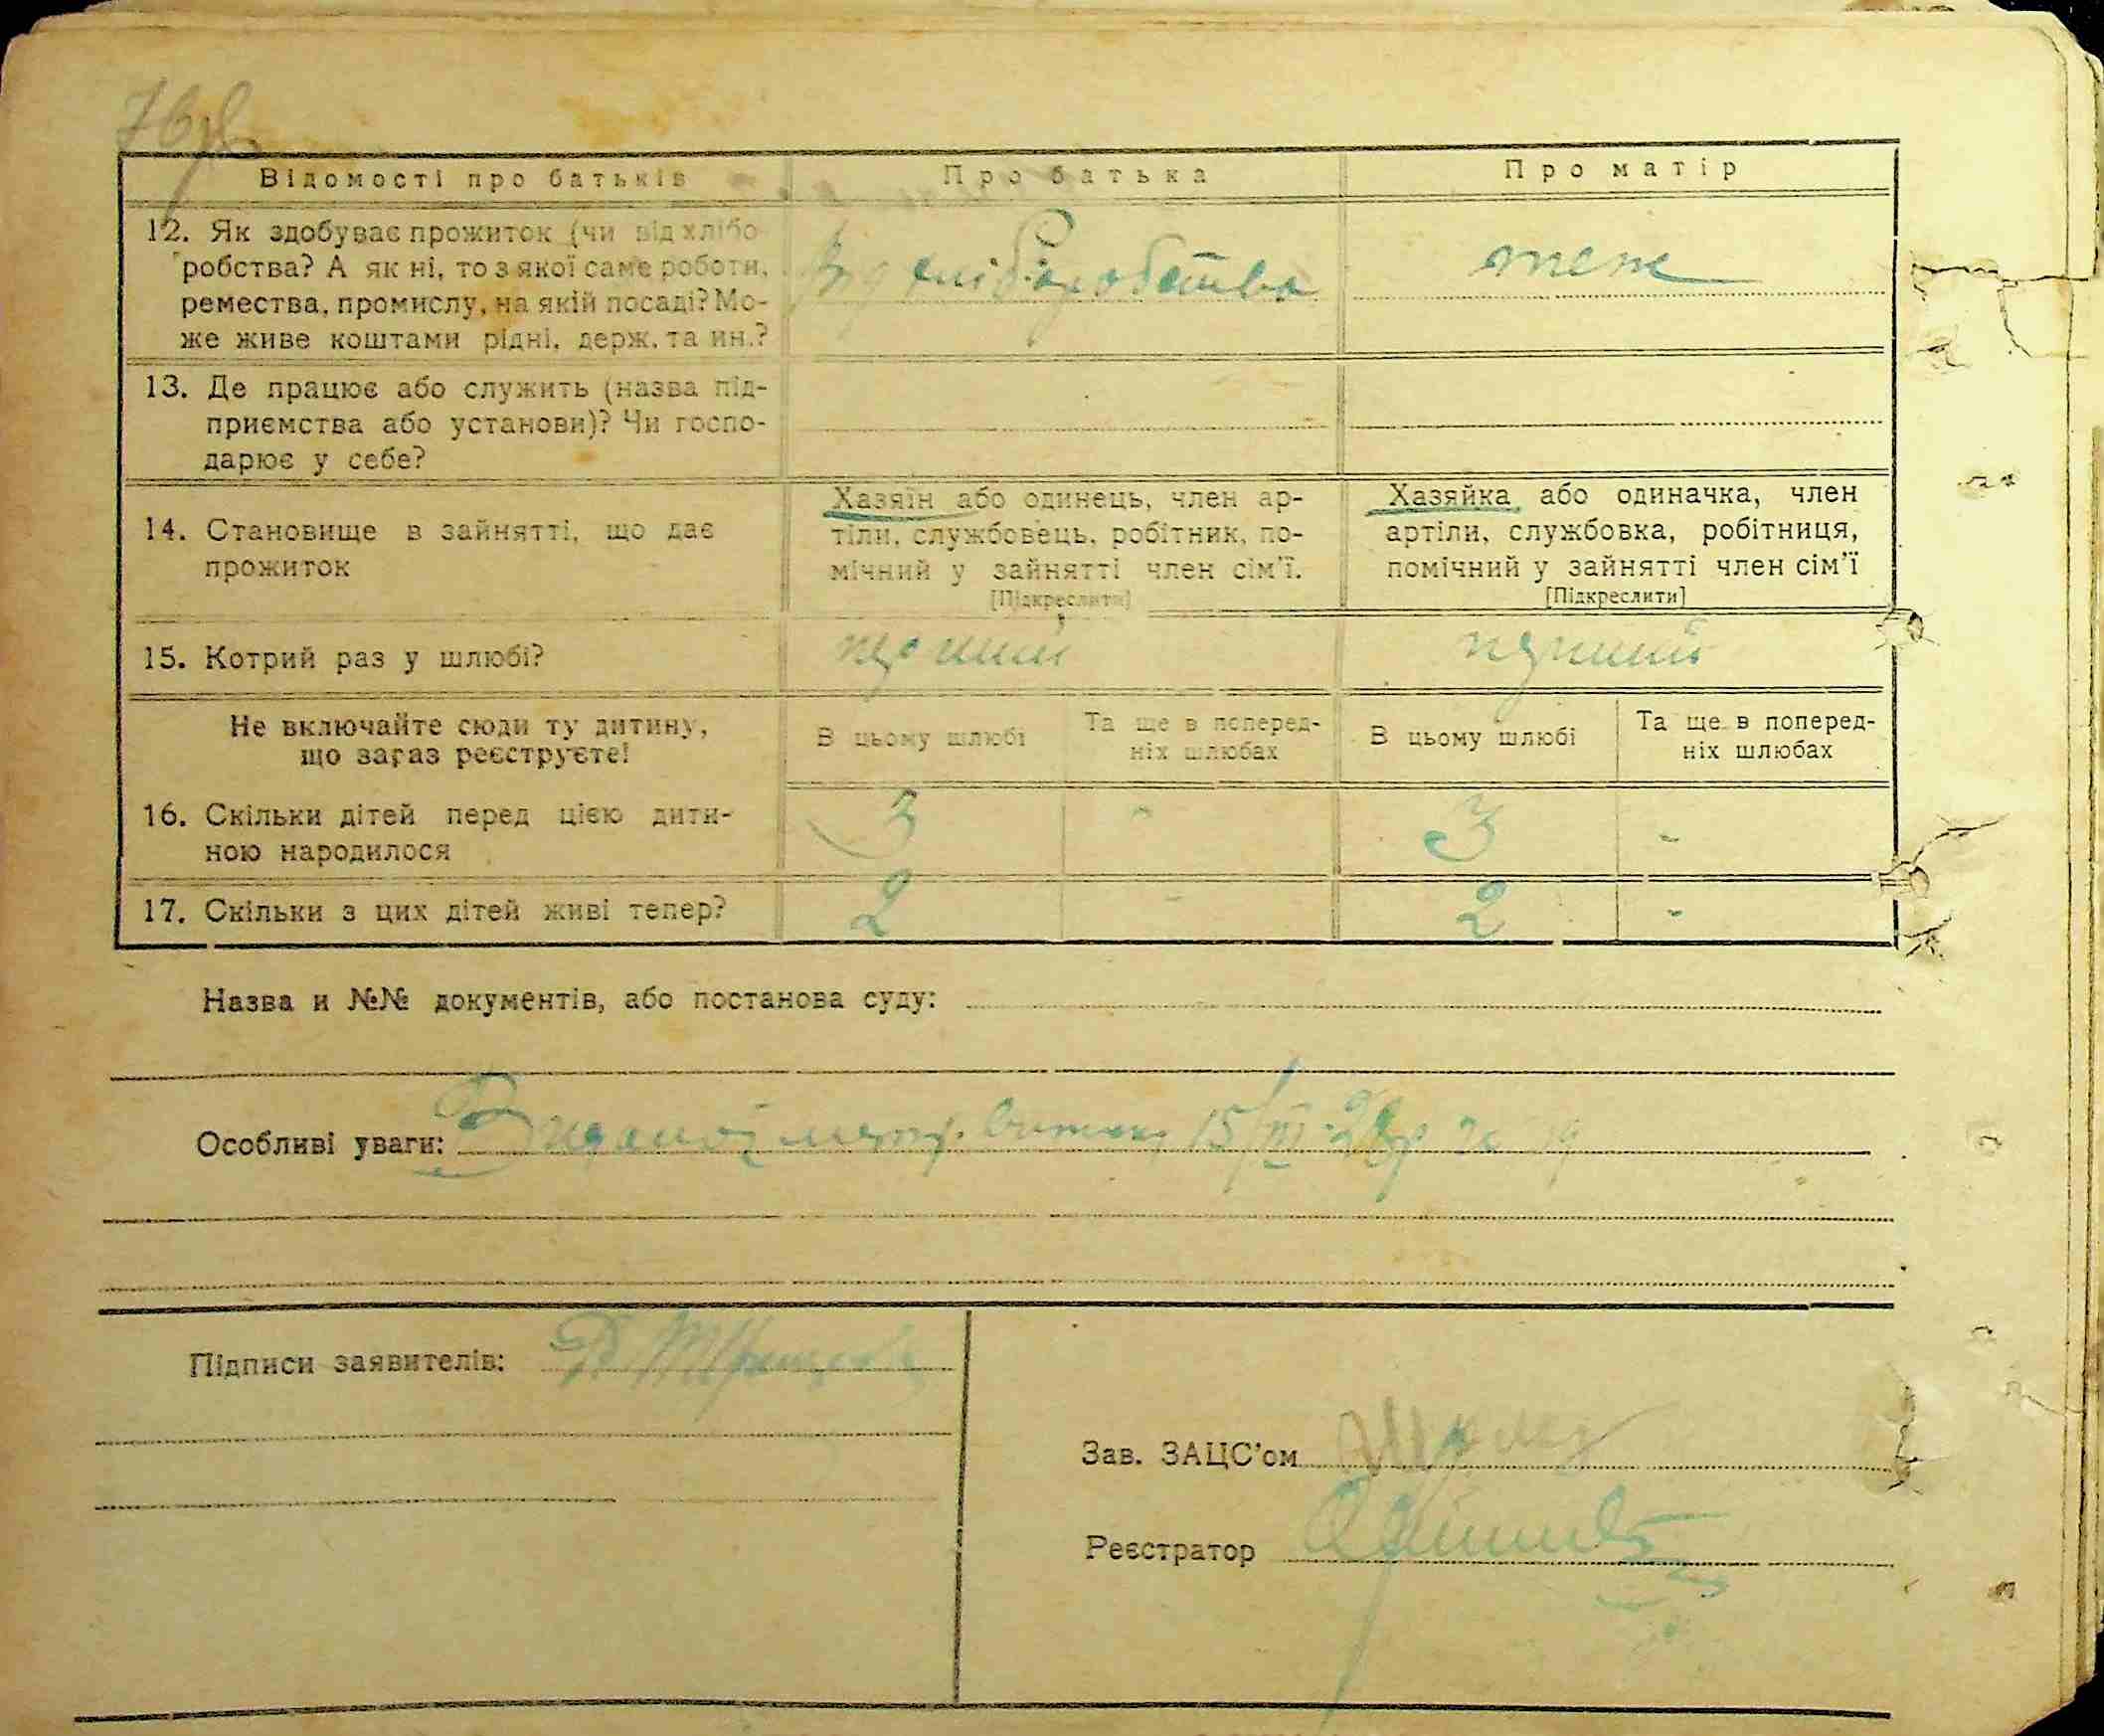 76 зв
Відомості про батьків
Про батька
Про матір
12. Як здобуває прожиток (чи від хлібо
робства? А як ні, то з якої саме роботи,
ремества, промислу, на якій посаді? Мо-
же живе коштами рідні, держ. та ин.?
Від хліборобства
теж
13. Де працює або служить (назва під-
приємства або установи)? Чи госпо-
дарює у себе?
14. Становище в зайнятті, що дає
прожиток
Хазяїн або одинець, член ар-
тіли, службовець, робітник, по-
мічний у зайнятті член сім'ї.
[Підкреслити]
Хазяйка або одиначка, член
артіли, службовка, робітниця,
помічний у зайнятті член сім'ї
[Підкреслити]
15. Котрий раз у шлюбі?
перший
перший
Не включайте сюди ту дитину,
що зараз реєструєте!
В цьому шлюбі
Та ще в поперед-
ніх шлюбах
В цьому шлюбі
Та ще в поперед-
ніх шлюбах
16. Скільки дітей перед цією дити-
ною народилося
3 - 3 -
17. Скільки з цих дітей живі тепер?
2 - 2 -
Назва и №№ документів, або постанова суду:
Особливі уваги: 15/III
Підписи заявителів:
Зав. ЗАЦС'ом
Реєстратор